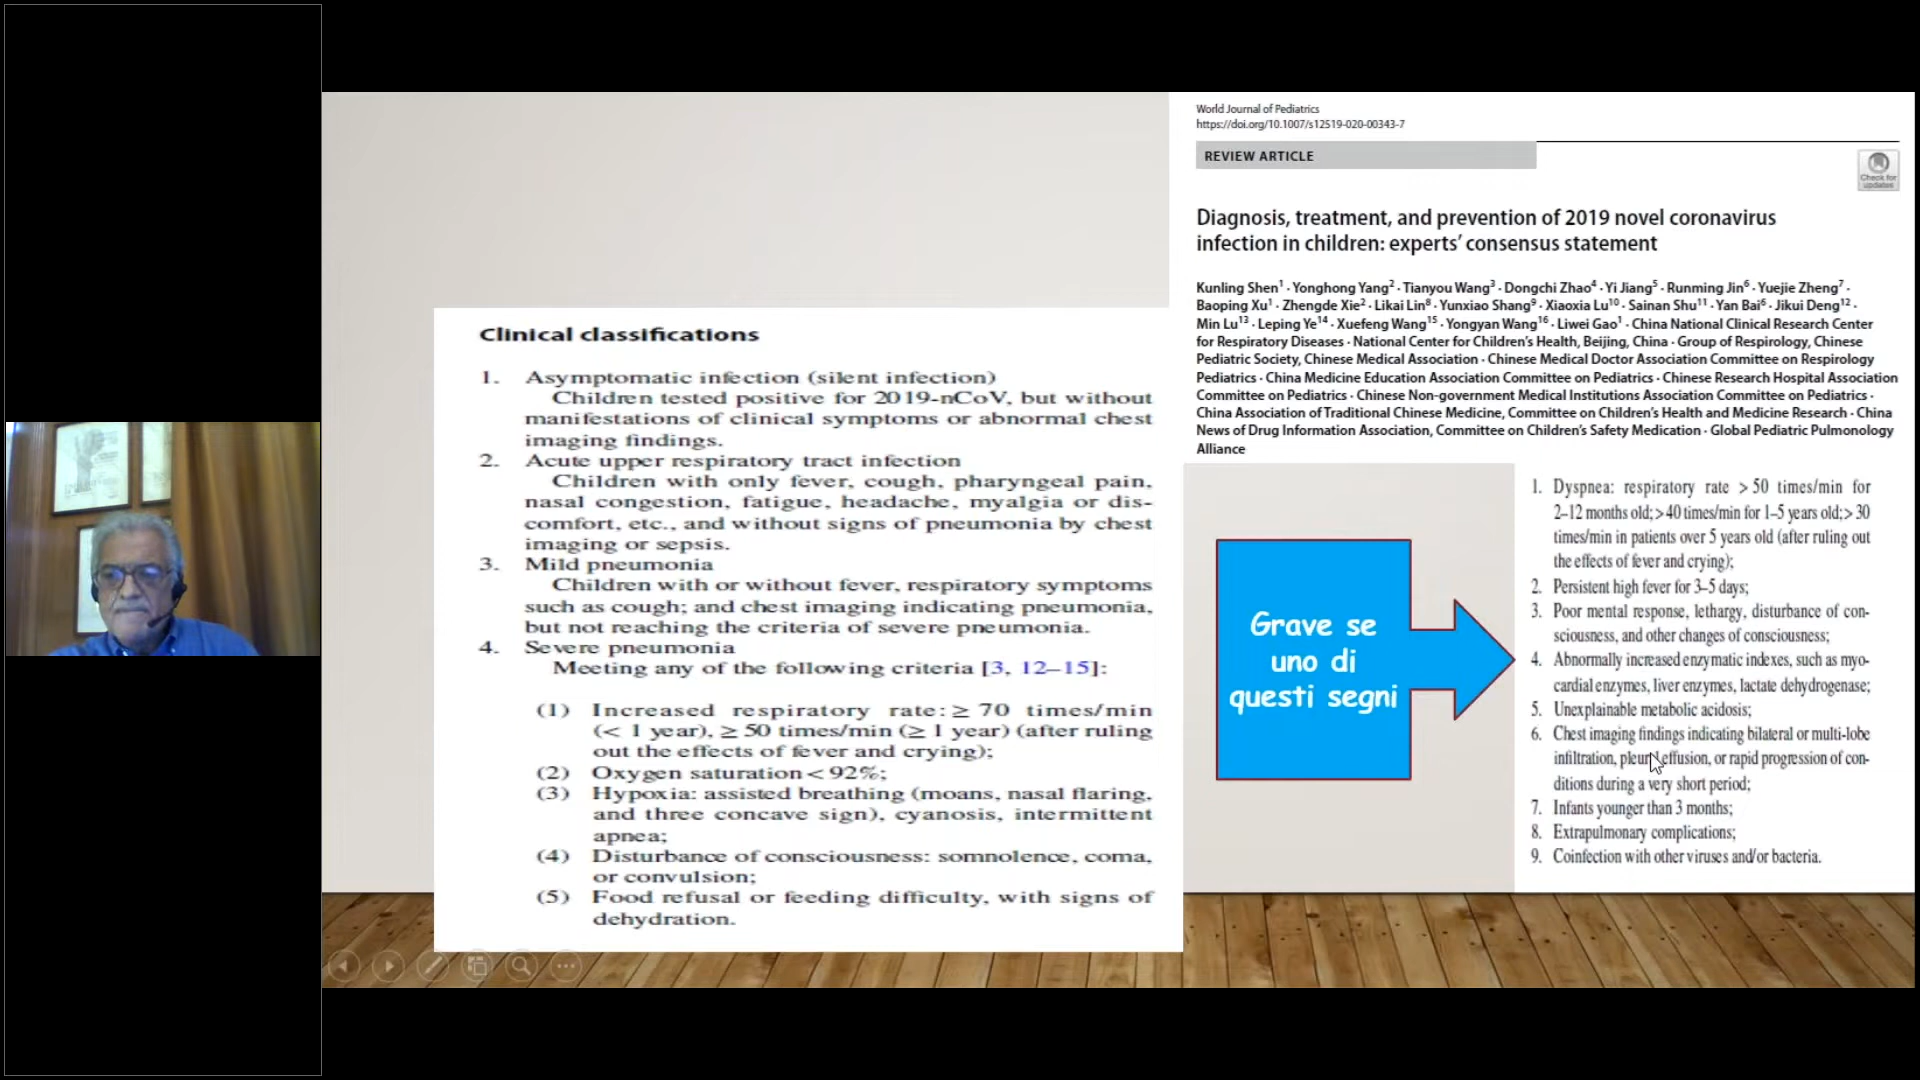 Clinical classifications
1. Asymptomatic infection (silent infection)
Children tested positive for 2019-nCoV, but without
manifestations of clinical symptoms or abnormal chest
imaging findings.
2. Acute upper respiratory tract infection
Children with only fever, cough, pharyngeal pain,
nasal congestion, fatigue, headache, myalgia or dis-
comfort, etc., and without signs of pneumonia by chest
imaging or sepsis.
3. Mild pneumonia
Children with or without fever, respiratory symptoms
such as cough; and chest imaging indicating pneumonia,
but not reaching the criteria of severe pneumonia.
4. Severe pneumonia
Meeting any of the following criteria [3, 12–15]:
(1) Increased respiratory rate: ≥ 70 times/min
(< 1 year), ≥ 50 times/min (≥ 1 year) (after ruling
out the effects of fever and crying);
(2) Oxygen saturation < 92%;
(3) Hypoxia: assisted breathing (moans, nasal flaring,
and three concave sign), cyanosis, intermittent
apnea;
(4) Disturbance of consciousness: somnolence, coma,
or convulsion;
(5) Food refusal or feeding difficulty, with signs of
dehydration.
World Journal of Pediatrics
https://doi.org/10.1007/s12519-020-00343-7
REVIEW ARTICLE
Check for
updates
Diagnosis, treatment, and prevention of 2019 novel coronavirus
infection in children: experts' consensus statement
Kunling Shen1 · Yonghong Yang2 · Tianyou Wang3 · Dongchi Zhao4 · Yi Jiang5 · Runming Jin6 · Yuejie Zheng7 ·
Baoping Xu1 · Zhengde Xie2 · Likai Lin8 · Yunxiao Shang9 · Xiaoxia Lu10 · Sainan Shu11 · Yan Bai6 · Jikui Deng12 ·
Min Lu13 · Leping Ye14 · Xuefeng Wang15 · Yongyan Wang16 · Liwei Gao1 · China National Clinical Research Center
for Respiratory Diseases · National Center for Children's Health, Beijing, China · Group of Respirology, Chinese
Pediatric Society, Chinese Medical Association · Chinese Medical Doctor Association Committee on Respirology
Pediatrics · China Medicine Education Association Committee on Pediatrics · Chinese Research Hospital Association
Committee on Pediatrics · Chinese Non-government Medical Institutions Association Committee on Pediatrics ·
China Association of Traditional Chinese Medicine, Committee on Children's Health and Medicine Research · China
News of Drug Information Association, Committee on Children's Safety Medication · Global Pediatric Pulmonology
Alliance
Grave se
uno di
questi segni
1. Dyspnea: respiratory rate > 50 times/min for
2–12 months old; > 40 times/min for 1–5 years old; > 30
times/min in patients over 5 years old (after ruling out
the effects of fever and crying);
2. Persistent high fever for 3–5 days;
3. Poor mental response, lethargy, disturbance of con-
sciousness, and other changes of consciousness;
4. Abnormally increased enzymatic indexes, such as myo-
cardial enzymes, liver enzymes, lactate dehydrogenase;
5. Unexplainable metabolic acidosis;
6. Chest imaging findings indicating bilateral or multi-lobe
infiltration, pleural effusion, or rapid progression of con-
ditions during a very short period;
7. Infants younger than 3 months;
8. Extrapulmonary complications;
9. Coinfection with other viruses and/or bacteria.